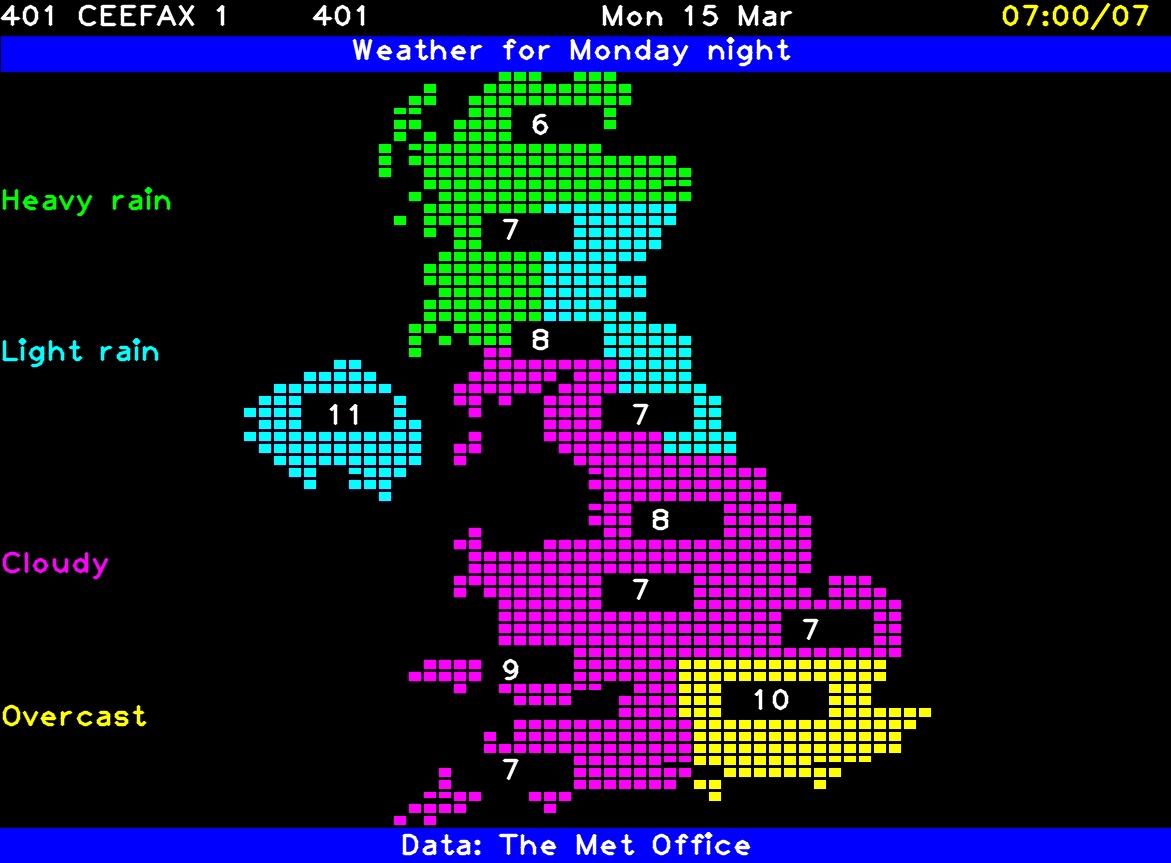 401 CEEFAX 1 401 Mon 15 Mar 07:00/07
Weather for Monday night
6
Heavy rain
7
8
Light rain
11 7
8
Cloudy
7
7
9
10
Overcast
7
Data: The Met Office